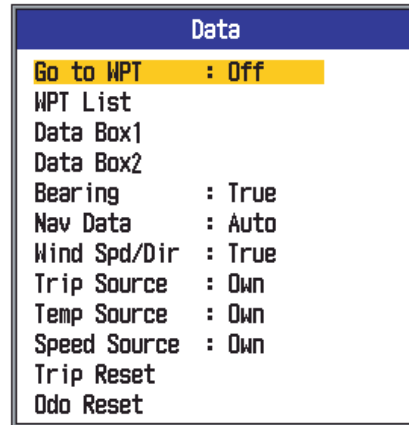 Data
Go to WPT : Off
WPT List
Data Box1
Data Box2
Bearing : True
Nav Data : Auto
Wind Spd/Dir : True
Trip Source : Own
Temp Source : Own
Speed Source : Own
Trip Reset
Odo Reset